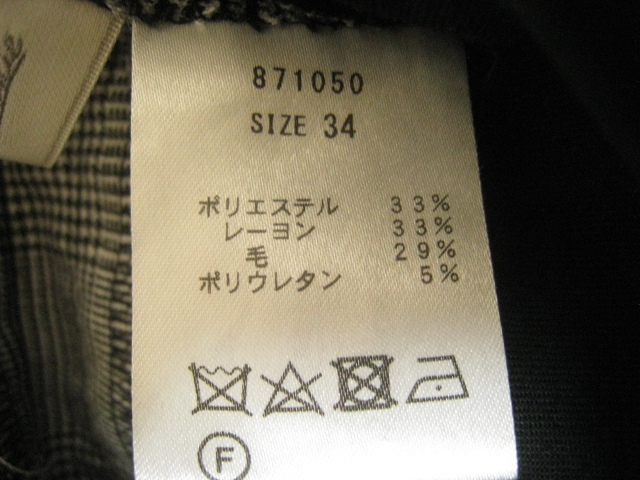 871050
SIZE 34
ポリエステル 33%
レーヨン 33%
毛 29%
ポリウレタン 5%
F